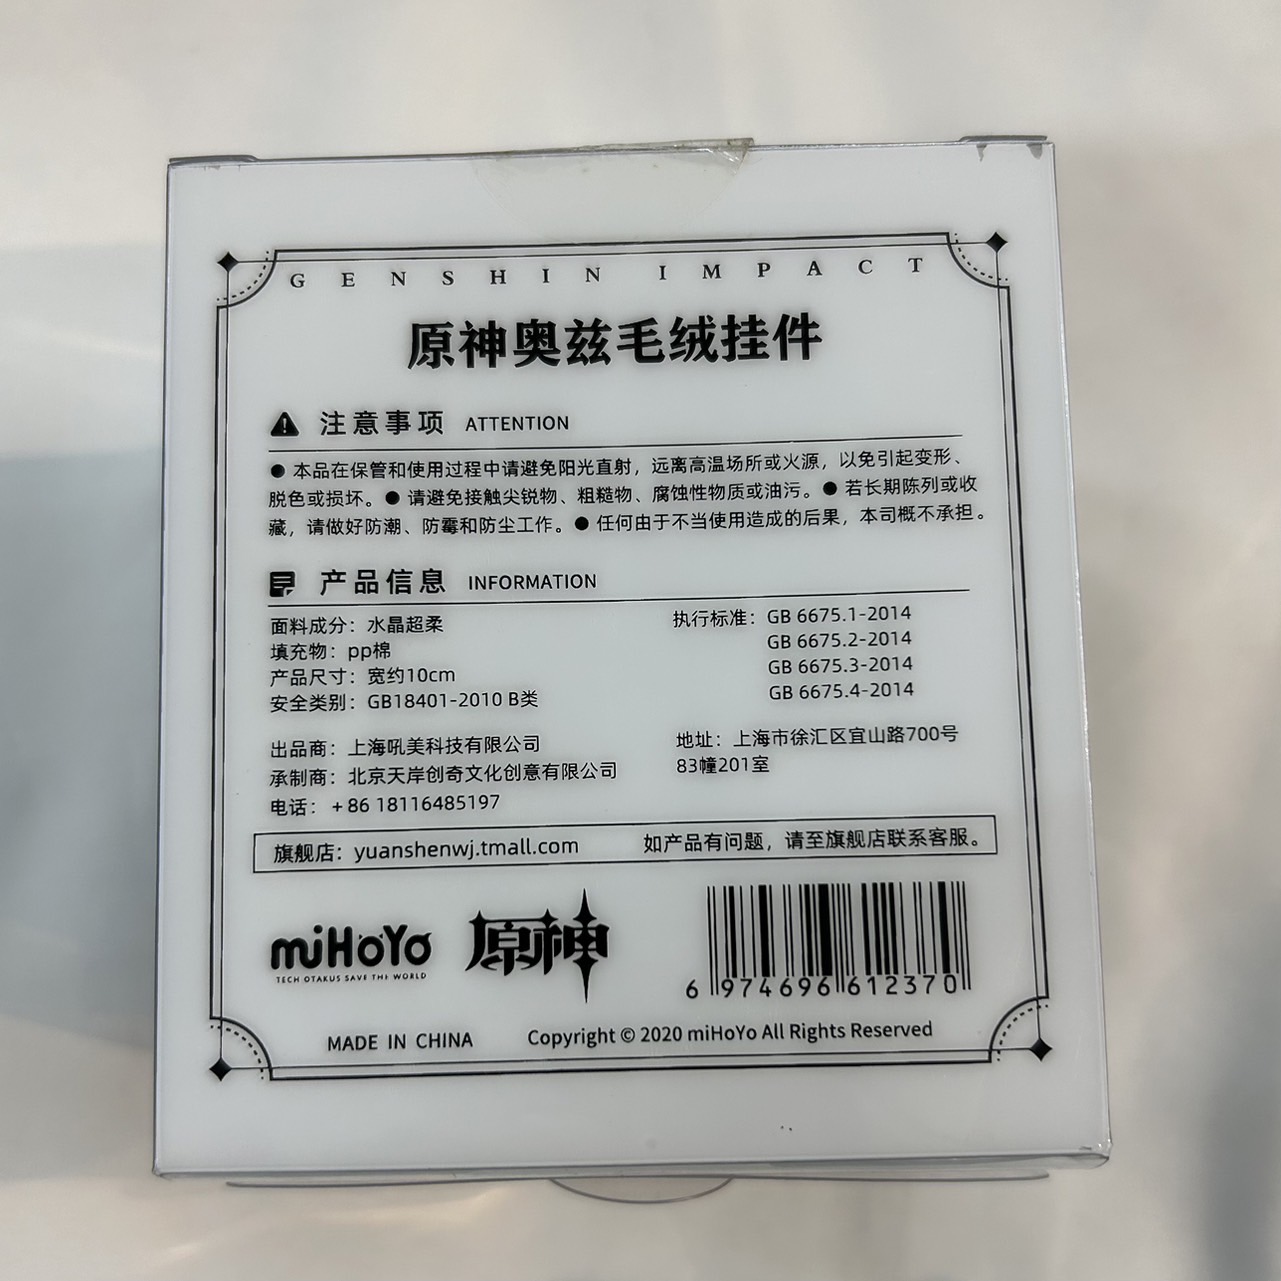 GENSHIN IMPACT
原神奥兹毛绒挂件
注意事项 ATTENTION
● 本品在保管和使用过程中请避免阳光直射，远离高温场所或火源，以免引起变形、
脱色或损坏。● 请避免接触尖锐物、粗糙物、腐蚀性物质或油污。● 若长期陈列或收
藏，请做好防潮、防霉和防尘工作。● 任何由于不当使用造成的后果，本司概不承担。
产品信息 INFORMATION
面料成分：水晶超柔
填充物：pp棉
产品尺寸：宽约10cm
安全类别：GB18401-2010 B类
执行标准：GB 6675.1-2014
GB 6675.2-2014
GB 6675.3-2014
GB 6675.4-2014
出品商：上海吼美科技有限公司
承制商：北京天岸创奇文化创意有限公司
电话：+86 18116485197
地址：上海市徐汇区宜山路700号
83幢201室
旗舰店：yuanshenwj.tmall.com 如产品有问题，请至旗舰店联系客服。
miHoYo
TECH OTAKUS SAVE THE WORLD
原神
6 974696 612370
MADE IN CHINA Copyright © 2020 miHoYo All Rights Reserved